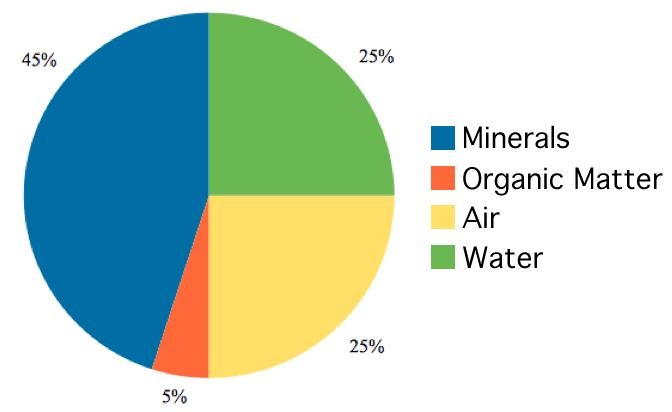 45%
25%
Minerals
Organic Matter
Air
Water
25%
5%